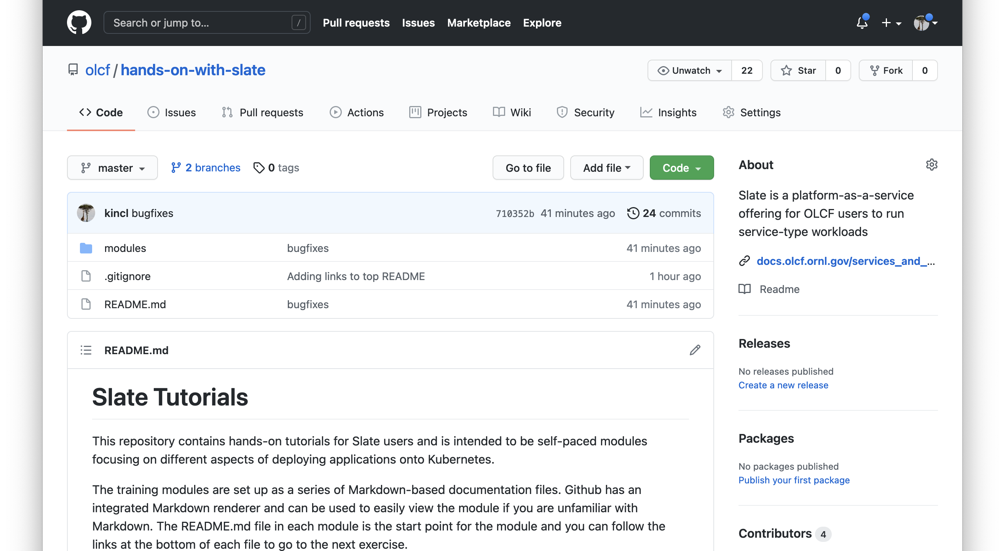 Search or jump to... /
Pull requests Issues Marketplace Explore
olcf / hands-on-with-slate
Unwatch 22 Star 0 Fork 0
Code Issues Pull requests Actions Projects Wiki Security Insights Settings
master 2 branches 0 tags
Go to file Add file Code
kincl bugfixes 710352b 41 minutes ago 24 commits
modules bugfixes 41 minutes ago
.gitignore Adding links to top README 1 hour ago
README.md bugfixes 41 minutes ago
README.md
Slate Tutorials
This repository contains hands-on tutorials for Slate users and is intended to be self-paced modules
focusing on different aspects of deploying applications onto Kubernetes.
The training modules are set up as a series of Markdown-based documentation files. Github has an
integrated Markdown renderer and can be used to easily view the module if you are unfamiliar with
Markdown. The README.md file in each module is the start point for the module and you can follow the
links at the bottom of each file to go to the next exercise.
About
Slate is a platform-as-a-service
offering for OLCF users to run
service-type workloads
docs.olcf.ornl.gov/services_and_...
Readme
Releases
No releases published
Create a new release
Packages
No packages published
Publish your first package
Contributors 4